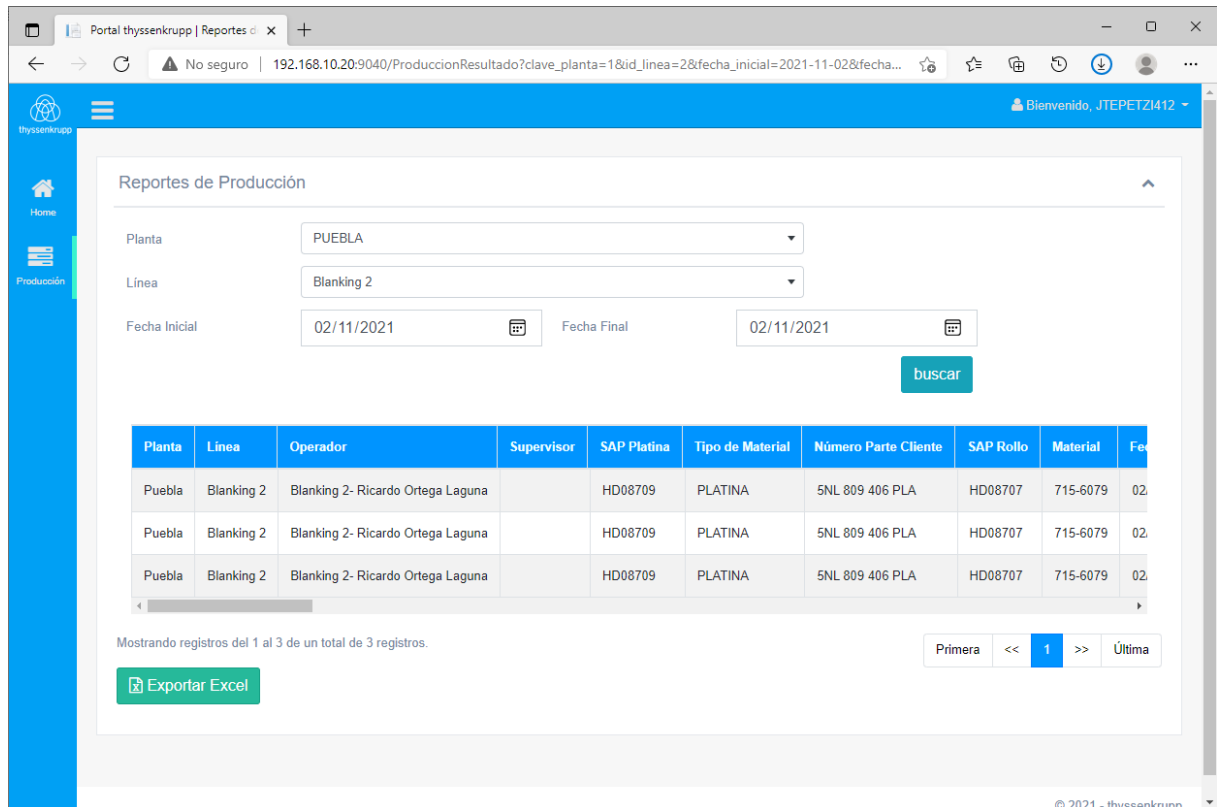 Portal thyssenkrupp | Reportes d
No seguro | 192.168.10.20:9040/ProduccionResultado?clave_planta=1&id_linea=2&fecha_inicial=2021-11-02&fecha...
thyssenkrupp
Bienvenido, JTEPETZI412
Home
Producción
Reportes de Producción
Planta PUEBLA
Línea Blanking 2
Fecha Inicial 02/11/2021 Fecha Final 02/11/2021
buscar
Planta Línea Operador Supervisor SAP Platina Tipo de Material Número Parte Cliente SAP Rollo Material Fe
Puebla Blanking 2 Blanking 2- Ricardo Ortega Laguna HD08709 PLATINA 5NL 809 406 PLA HD08707 715-6079 02/
Puebla Blanking 2 Blanking 2- Ricardo Ortega Laguna HD08709 PLATINA 5NL 809 406 PLA HD08707 715-6079 02/
Puebla Blanking 2 Blanking 2- Ricardo Ortega Laguna HD08709 PLATINA 5NL 809 406 PLA HD08707 715-6079 02/
Mostrando registros del 1 al 3 de un total de 3 registros.
Primera << 1 >> Última
Exportar Excel
© 2021 - thyssenkrupp